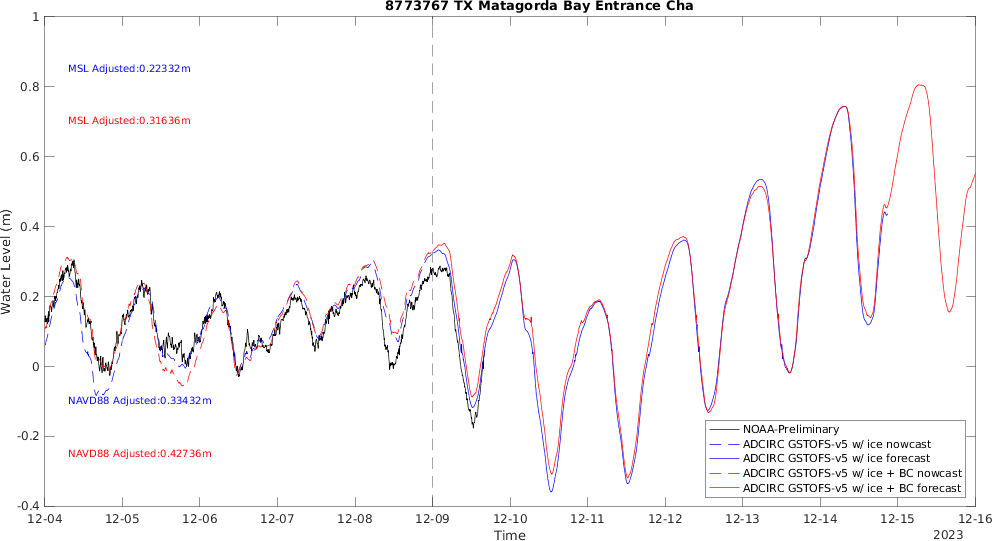 8773767 TX Matagorda Bay Entrance Cha
1
0.8
0.6
0.4
0.2
0
-0.2
-0.4
Water Level (m)
MSL Adjusted:0.22332m
MSL Adjusted:0.31636m
NAVD88 Adjusted:0.33432m
NAVD88 Adjusted:0.42736m
NOAA-Preliminary
ADCIRC GSTOFS-v5 w/ ice nowcast
ADCIRC GSTOFS-v5 w/ ice forecast
ADCIRC GSTOFS-v5 w/ ice + BC nowcast
ADCIRC GSTOFS-v5 w/ ice + BC forecast
12-04 12-05 12-06 12-07 12-08 12-09 12-10 12-11 12-12 12-13 12-14 12-15 12-16
Time
2023